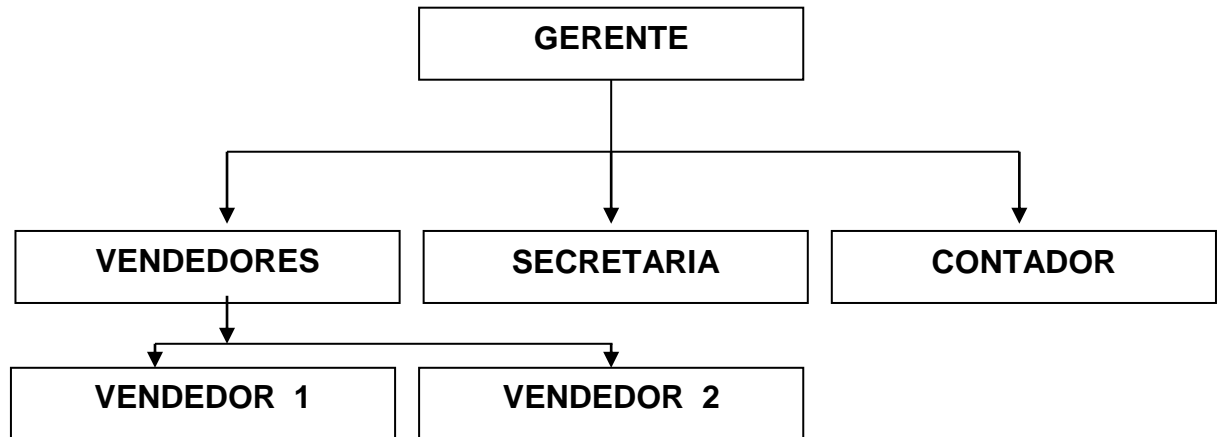 GERENTE
VENDEDORES
SECRETARIA
CONTADOR
VENDEDOR 1
VENDEDOR 2